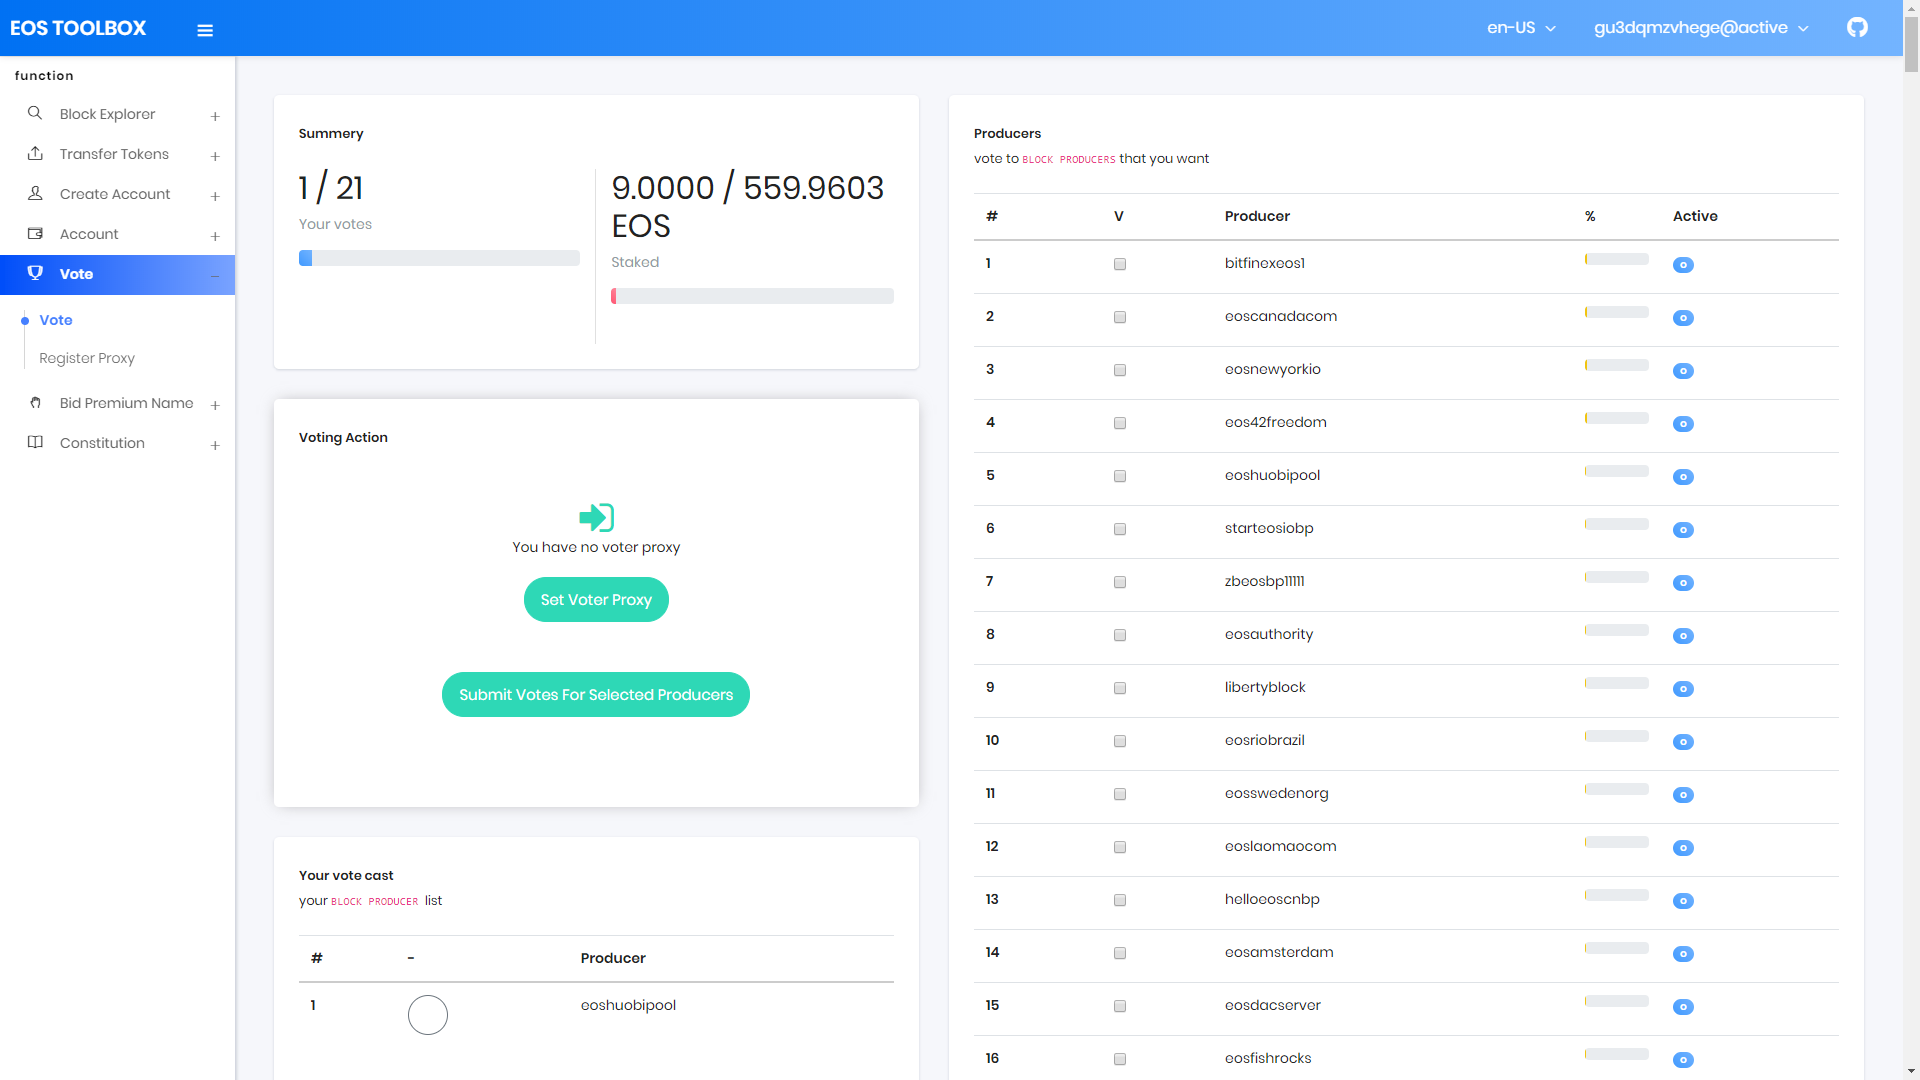 EOS TOOLBOX
en-US
gu3dqmzvhege@active
function
Block Explorer +
Transfer Tokens +
Create Account +
Account +
Vote -
Vote
Register Proxy
Bid Premium Name +
Constitution +
Summery
1 / 21
Your votes
9.0000 / 559.9603
EOS
Staked
Voting Action
You have no voter proxy
Set Voter Proxy
Submit Votes For Selected Producers
Your vote cast
your BLOCK PRODUCER list
# - Producer
1 eoshuobipool
Producers
vote to BLOCK PRODUCERS that you want
# V Producer % Active
1 bitfinexeos1 o
2 eoscanadacom o
3 eosnewyorkio o
4 eos42freedom o
5 eoshuobipool o
6 starteosiobp o
7 zbeosbp11111 o
8 eosauthority o
9 libertyblock o
10 eosriobrazil o
11 eosswedenorg o
12 eoslaomaocom o
13 helloeoscnbp o
14 eosamsterdam o
15 eosdacserver o
16 eosfishrocks o